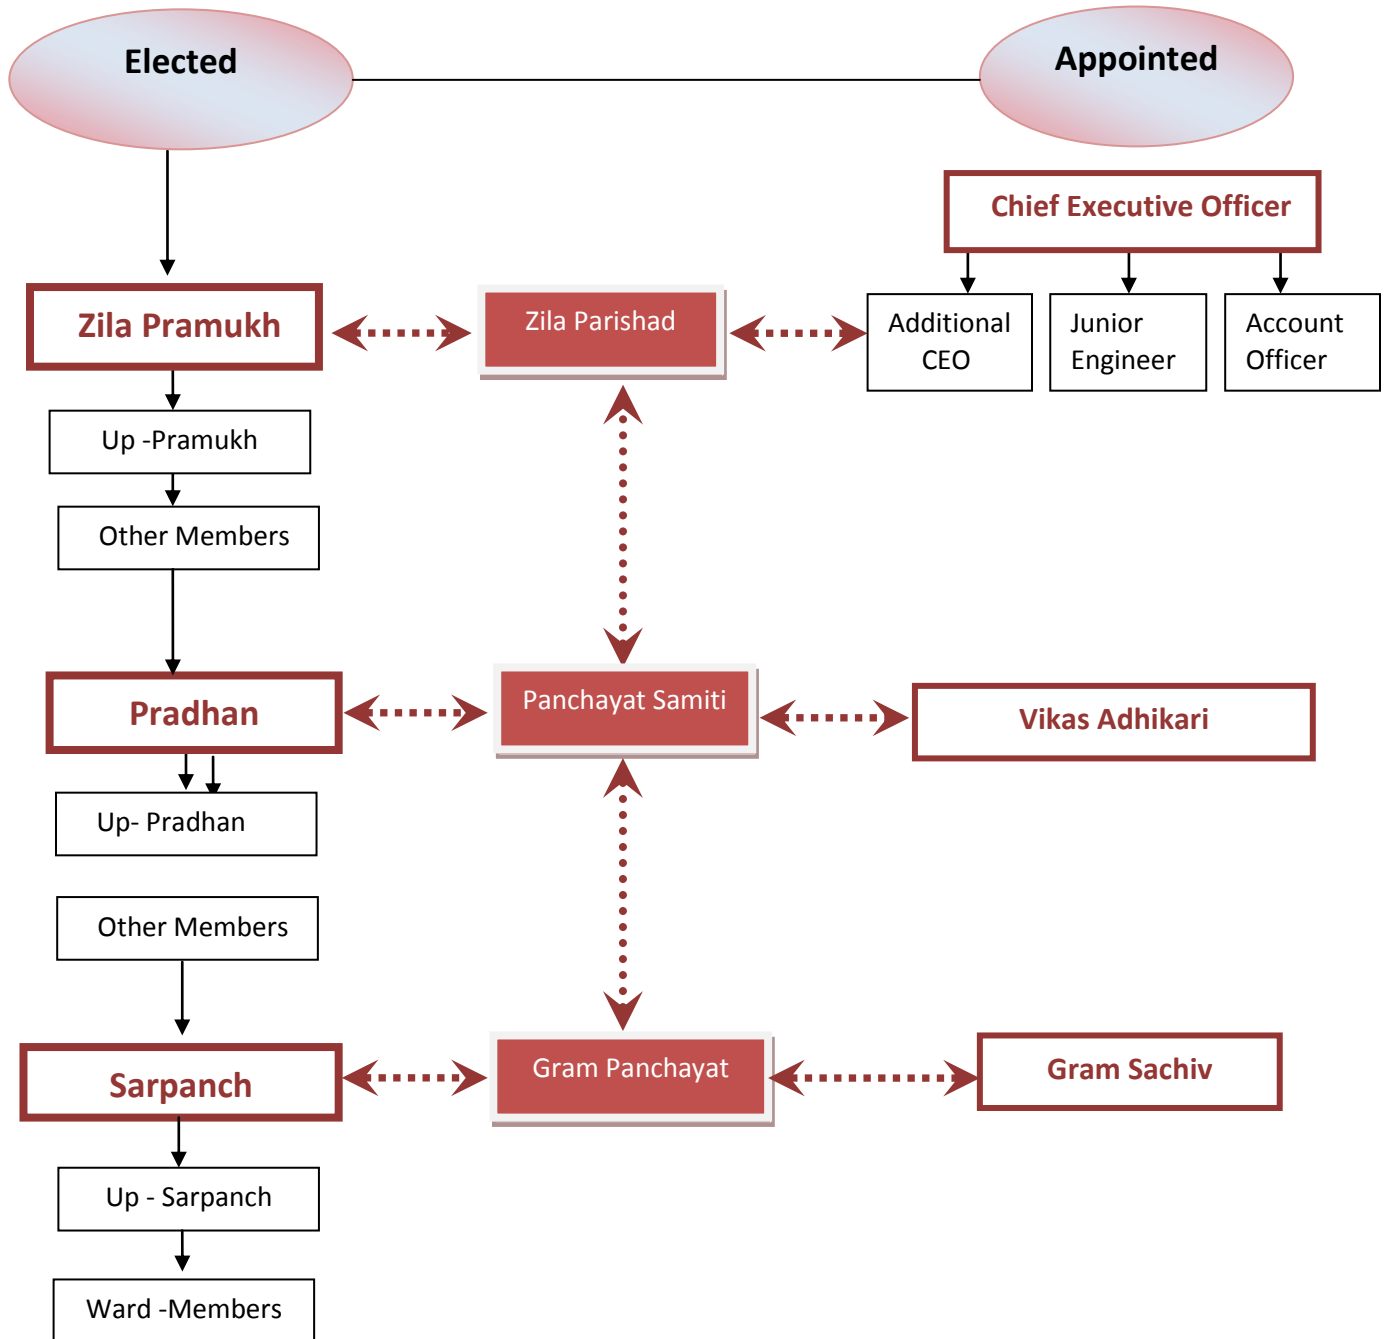 Elected
Appointed
Chief Executive Officer
Zila Pramukh
Zila Parishad
Additional
CEO
Junior
Engineer
Account
Officer
Up -Pramukh
Other Members
Pradhan
Panchayat Samiti
Vikas Adhikari
Up- Pradhan
Other Members
Sarpanch
Gram Panchayat
Gram Sachiv
Up - Sarpanch
Ward -Members